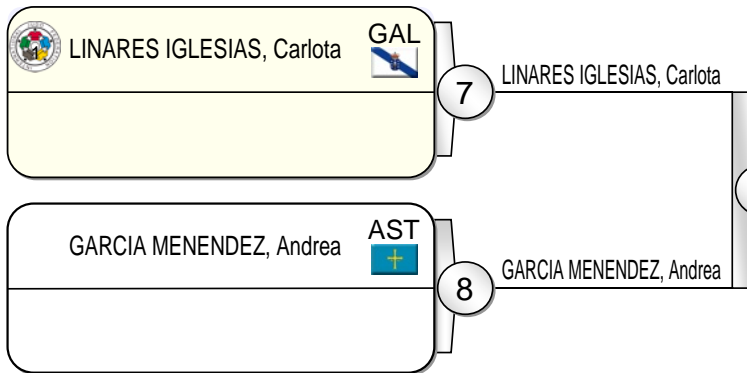 LINARES IGLESIAS, Carlota GAL
7 LINARES IGLESIAS, Carlota
GARCIA MENENDEZ, Andrea AST
8 GARCIA MENENDEZ, Andrea